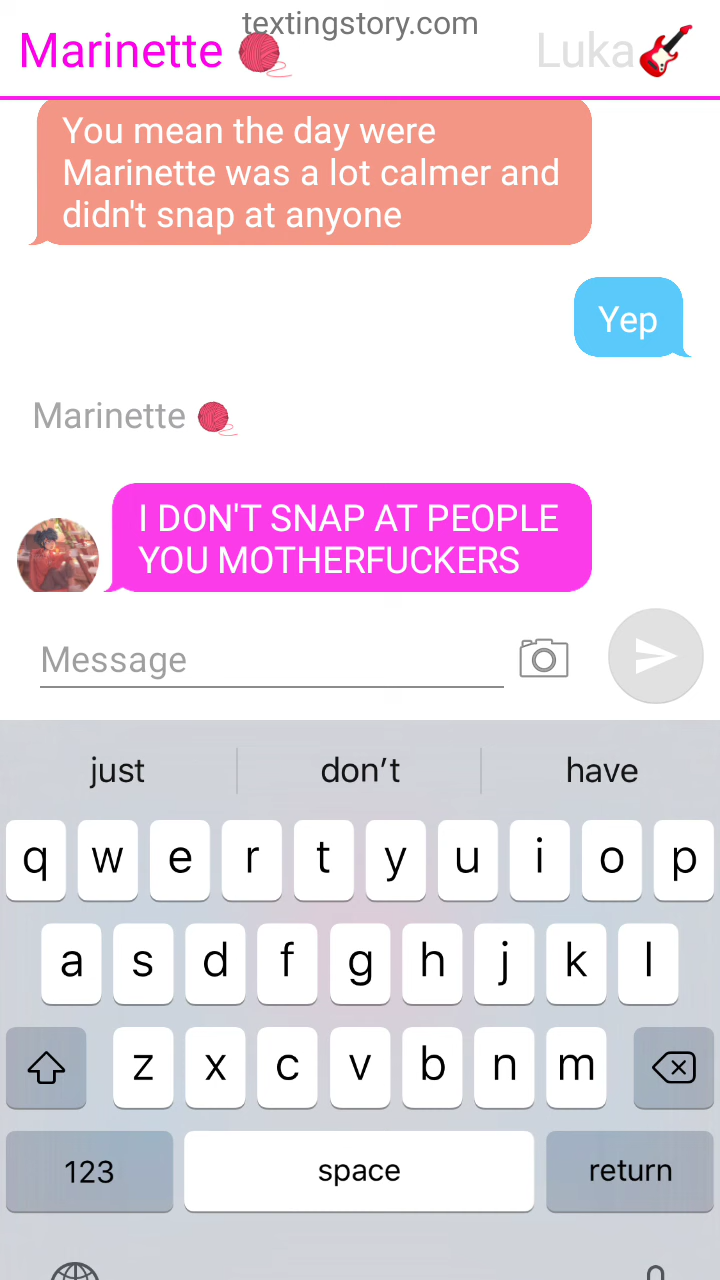 textingstory.com
Marinette 🧶 Luka🎸
You mean the day were
Marinette was a lot calmer and
didn't snap at anyone
Yep
Marinette 🧶
I DON'T SNAP AT PEOPLE
YOU MOTHERFUCKERS
Message
just don't have
q w e r t y u i o p
a s d f g h j k l
z x c v b n m
123 space return